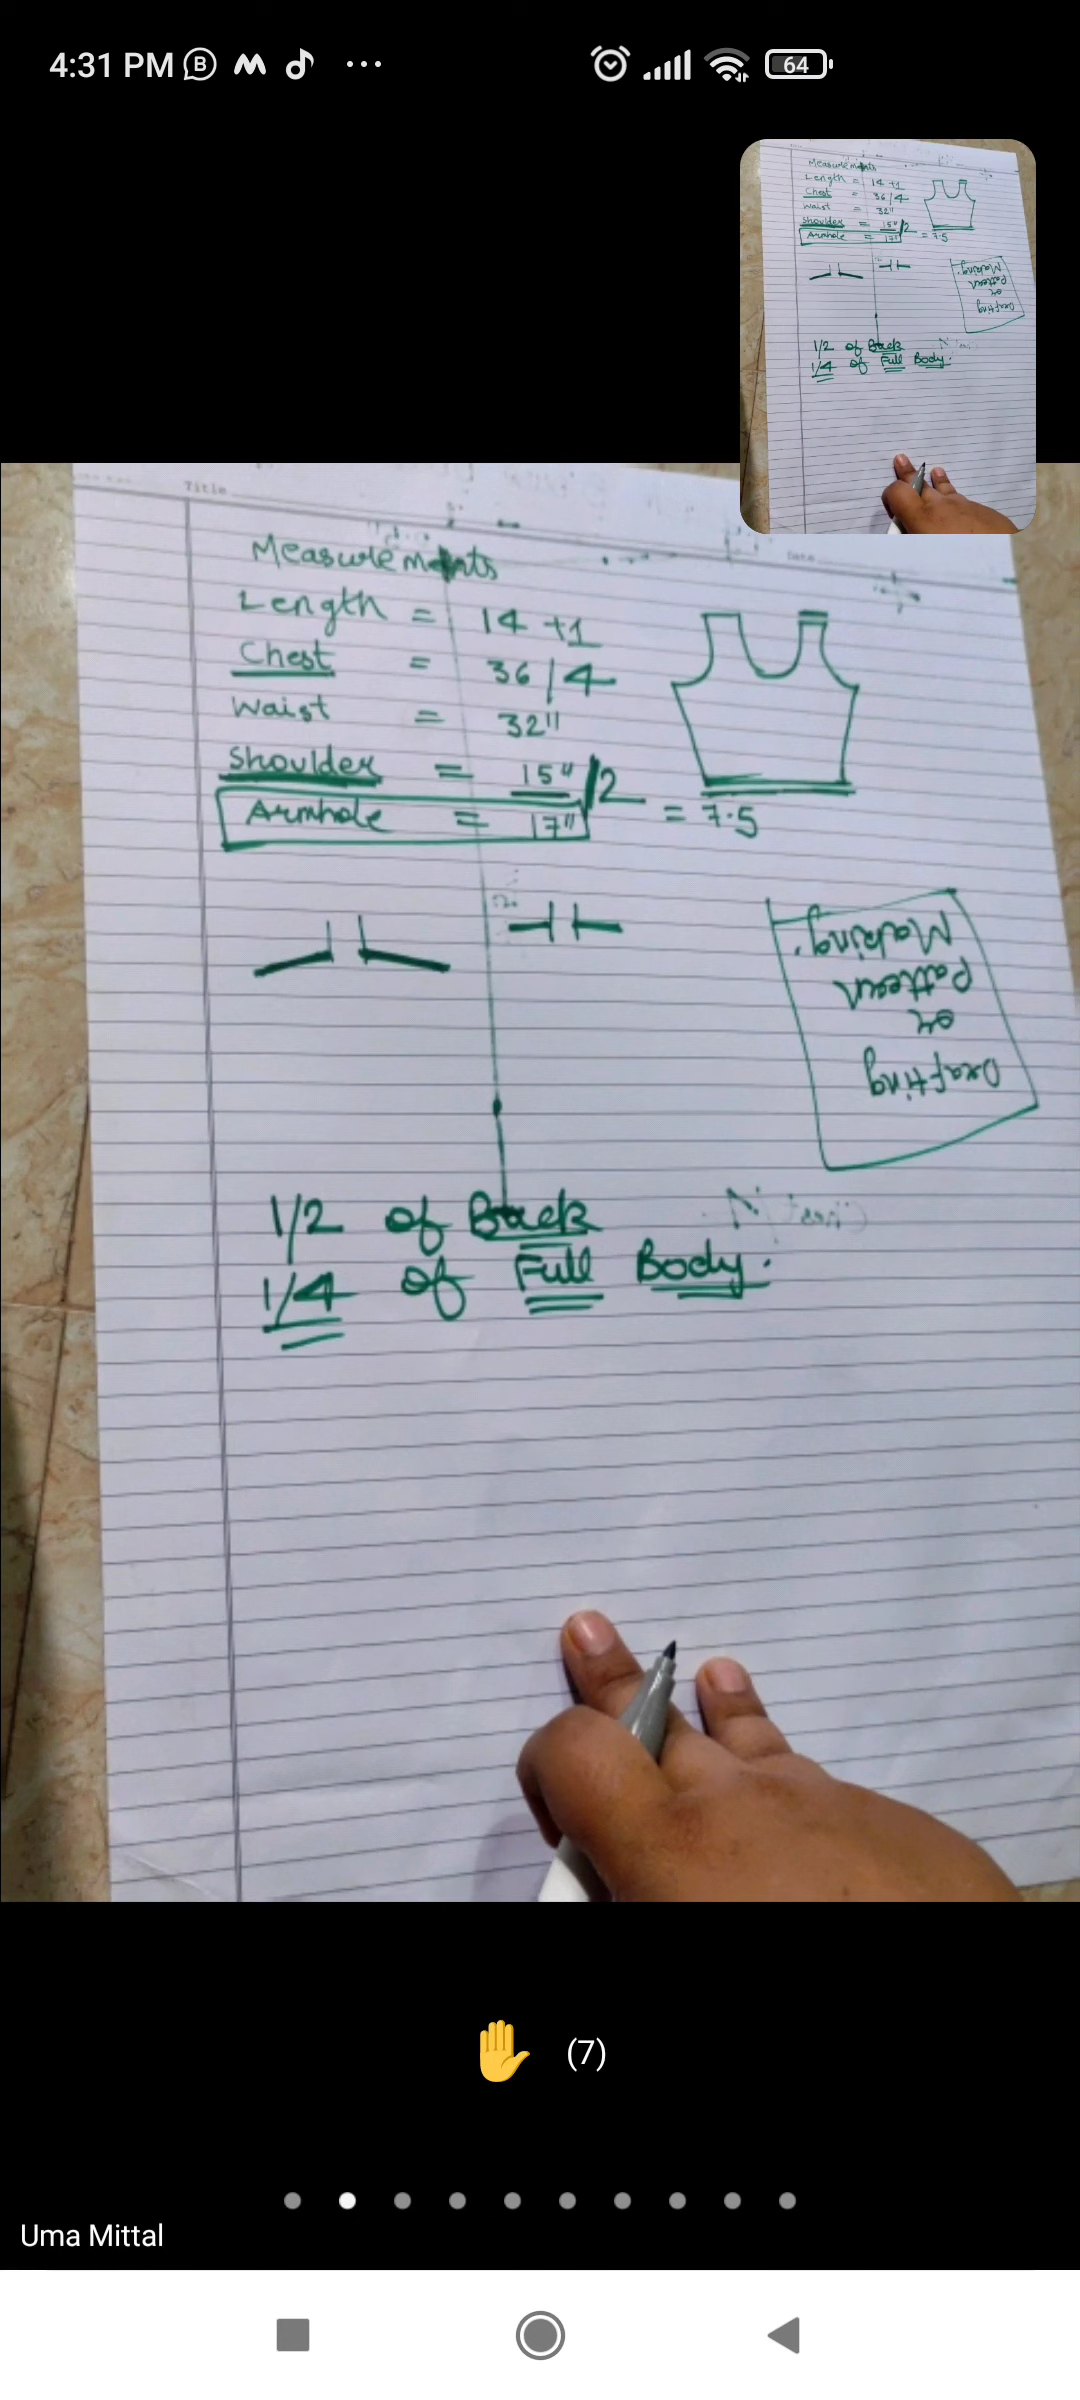 4:31 PM
64
Measurements
Length = 14 +1
Chest = 36/4
Waist = 32"
Shoulder = 15"/2 = 7.5
Armhole = 17"
Title
Date
Drafting
or
Pattern
Making.
1/2 of Back
1/4 of Full Body.
(7)
Uma Mittal